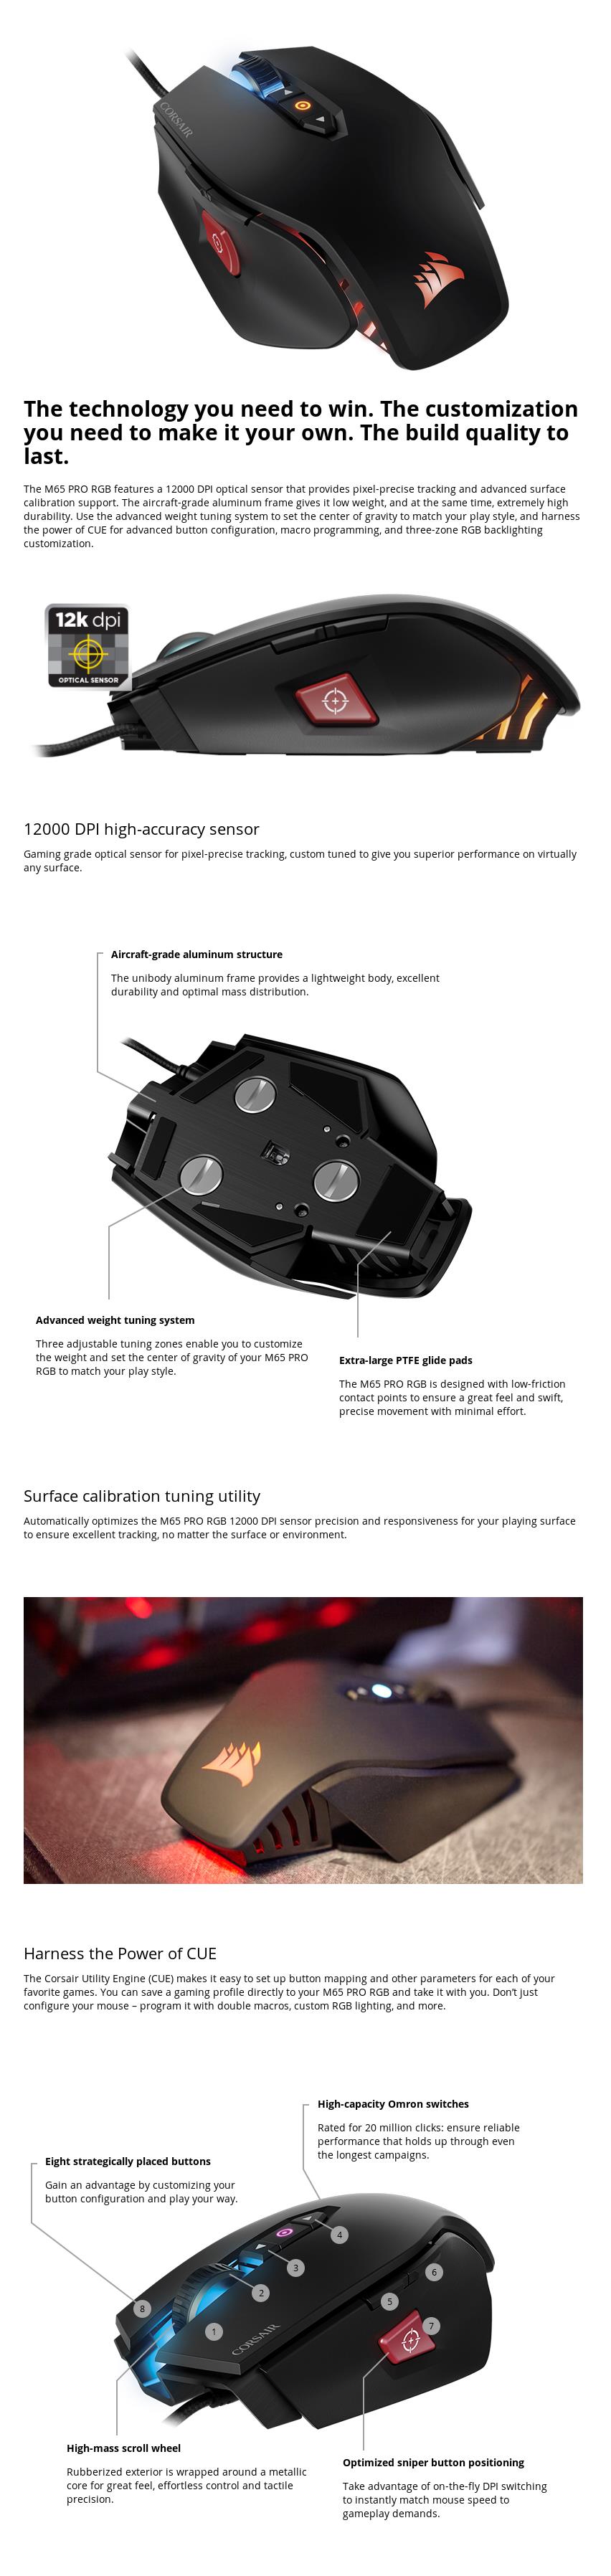 CORSAIR
The technology you need to win. The customization
you need to make it your own. The build quality to
last.
The M65 PRO RGB features a 12000 DPI optical sensor that provides pixel-precise tracking and advanced surface
calibration support. The aircraft-grade aluminum frame gives it low weight, and at the same time, extremely high
durability. Use the advanced weight tuning system to set the center of gravity to match your play style, and harness
the power of CUE for advanced button configuration, macro programming, and three-zone RGB backlighting
customization.
12k dpi
OPTICAL SENSOR
12000 DPI high-accuracy sensor
Gaming grade optical sensor for pixel-precise tracking, custom tuned to give you superior performance on virtually
any surface.
Aircraft-grade aluminum structure
The unibody aluminum frame provides a lightweight body, excellent
durability and optimal mass distribution.
Advanced weight tuning system
Three adjustable tuning zones enable you to customize
the weight and set the center of gravity of your M65 PRO
RGB to match your play style.
Extra-large PTFE glide pads
The M65 PRO RGB is designed with low-friction
contact points to ensure a great feel and swift,
precise movement with minimal effort.
Surface calibration tuning utility
Automatically optimizes the M65 PRO RGB 12000 DPI sensor precision and responsiveness for your playing surface
to ensure excellent tracking, no matter the surface or environment.
Harness the Power of CUE
The Corsair Utility Engine (CUE) makes it easy to set up button mapping and other parameters for each of your
favorite games. You can save a gaming profile directly to your M65 PRO RGB and take it with you. Don't just
configure your mouse – program it with double macros, custom RGB lighting, and more.
High-capacity Omron switches
Rated for 20 million clicks: ensure reliable
performance that holds up through even
the longest campaigns.
Eight strategically placed buttons
Gain an advantage by customizing your
button configuration and play your way.
4
3
6
2
5
8
7
1
CORSAIR
High-mass scroll wheel
Rubberized exterior is wrapped around a metallic
core for great feel, effortless control and tactile
precision.
Optimized sniper button positioning
Take advantage of on-the-fly DPI switching
to instantly match mouse speed to
gameplay demands.